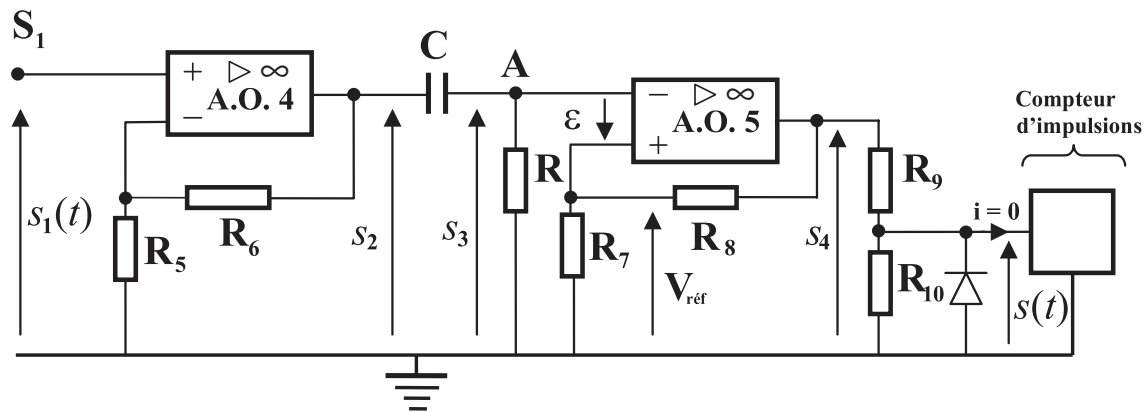 S1
+ ▷ ∞
A.O. 4
−
C
A
− ▷ ∞
A.O. 5
+
ε
Compteur
d'impulsions
R
R9
i = 0
s1(t)
R6
R5
s2
s3
R7
R8
s4
R10
Vréf
s(t)